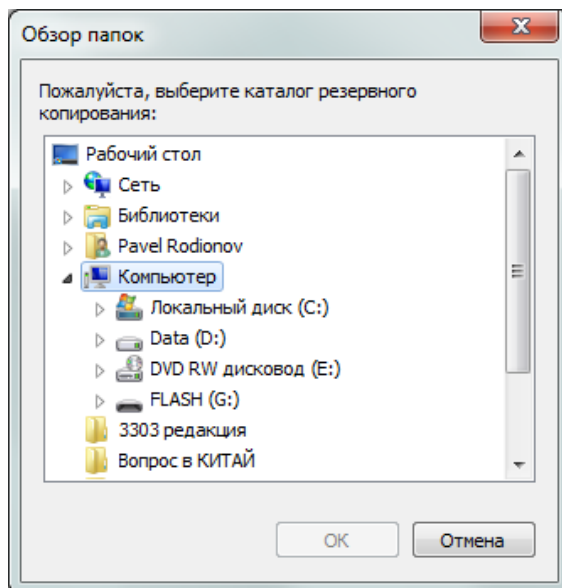 Обзор папок
Пожалуйста, выберите каталог резервного
копирования:
Рабочий стол
Сеть
Библиотеки
Pavel Rodionov
Компьютер
Локальный диск (C:)
Data (D:)
DVD RW дисковод (E:)
FLASH (G:)
3303 редакция
Вопрос в КИТАЙ
OK
Отмена